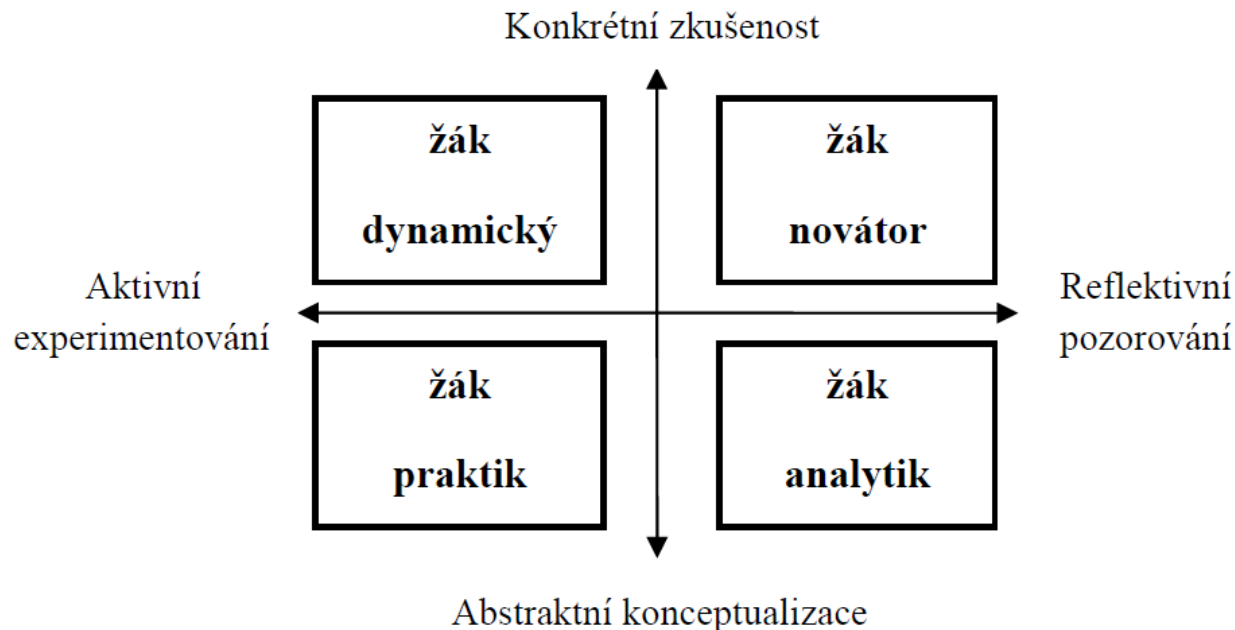 Konkrétní zkušenost
žák
dynamický
žák
novátor
Aktivní
experimentování
Reflektivní
pozorování
žák
praktik
žák
analytik
Abstraktní konceptualizace